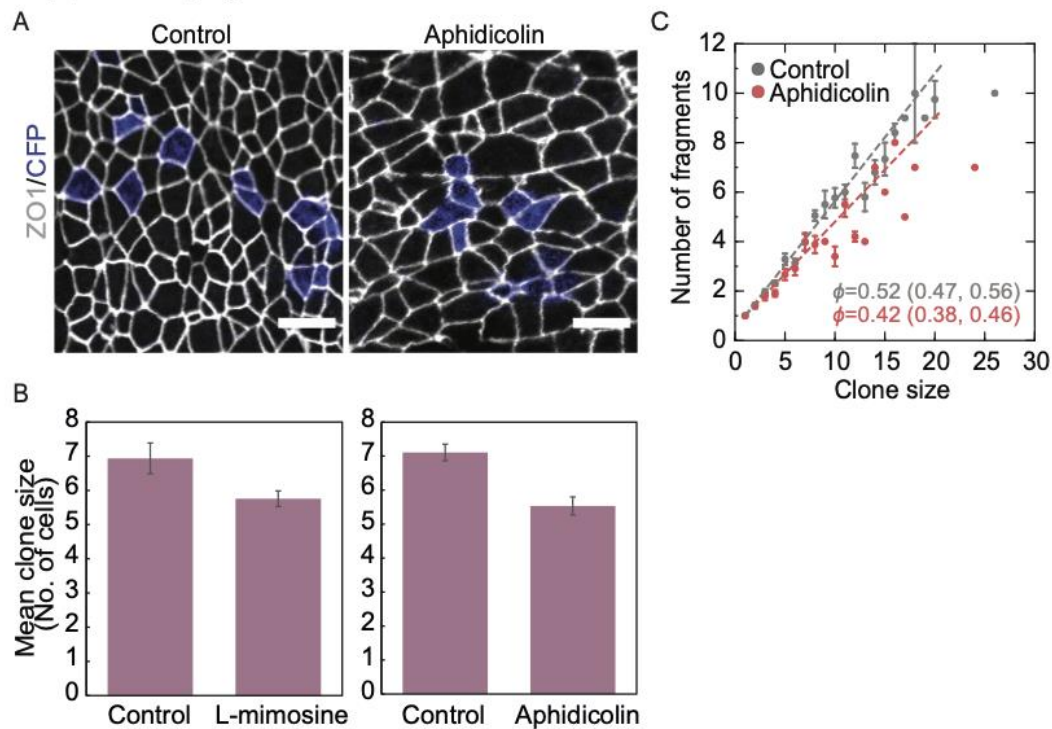 A
Control
Aphidicolin
ZO1/CFP
C
Number of fragments
12
10
8
6
4
2
0
Control
Aphidicolin
ϕ=0.52 (0.47, 0.56)
ϕ=0.42 (0.38, 0.46)
0 5 10 15 20 25 30
Clone size
B
Mean clone size
(No. of cells)
8
7
6
5
4
3
2
1
0
Control L-mimosine
8
7
6
5
4
3
2
1
0
Control Aphidicolin